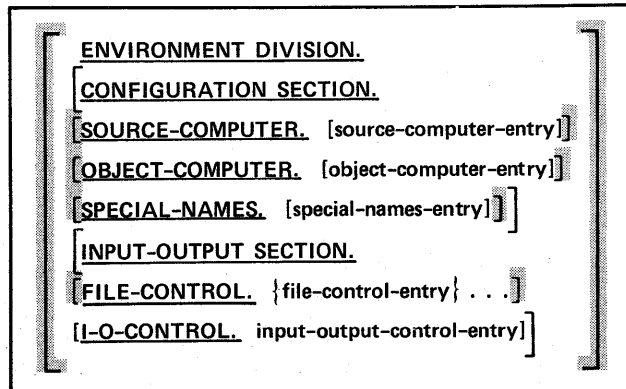 ENVIRONMENT DIVISION.
CONFIGURATION SECTION.
[SOURCE-COMPUTER. [source-computer-entry]]
[OBJECT-COMPUTER. [object-computer-entry]]
[SPECIAL-NAMES. [special-names-entry]]]
[INPUT-OUTPUT SECTION.
[FILE-CONTROL. {file-control-entry} . . .]
[I-O-CONTROL. input-output-control-entry]]